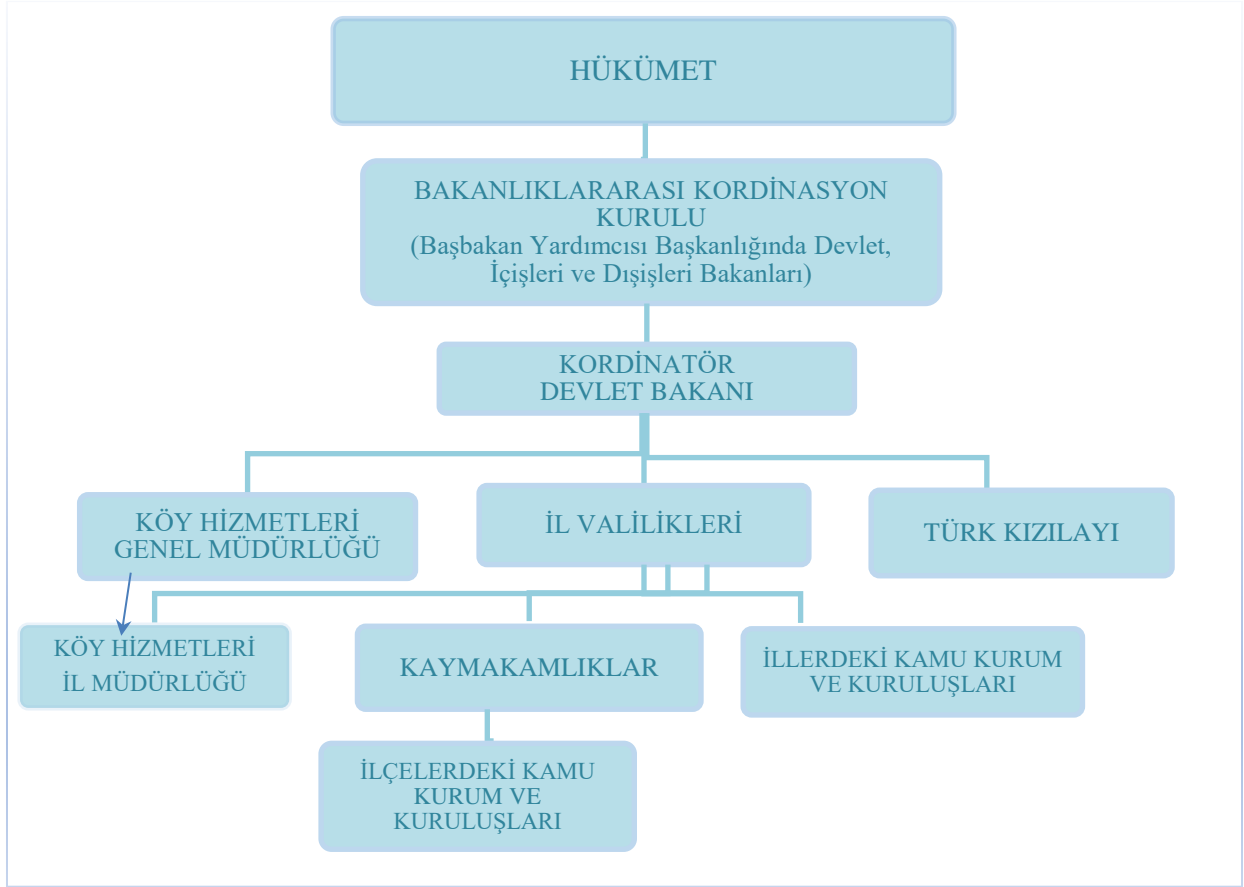 HÜKÜMET
BAKANLIKLARARASI KORDİNASYON
KURULU
(Başbakan Yardımcısı Başkanlığında Devlet,
İçişleri ve Dışişleri Bakanları)
KORDİNATÖR
DEVLET BAKANI
KÖY HİZMETLERİ
GENEL MÜDÜRLÜĞÜ
İL VALİLİKLERİ
TÜRK KIZILAYI
KÖY HİZMETLERİ
İL MÜDÜRLÜĞÜ
KAYMAKAMLIKLAR
İLLERDEKİ KAMU KURUM
VE KURULUŞLARI
İLÇELERDEKİ KAMU
KURUM VE
KURULUŞLARI